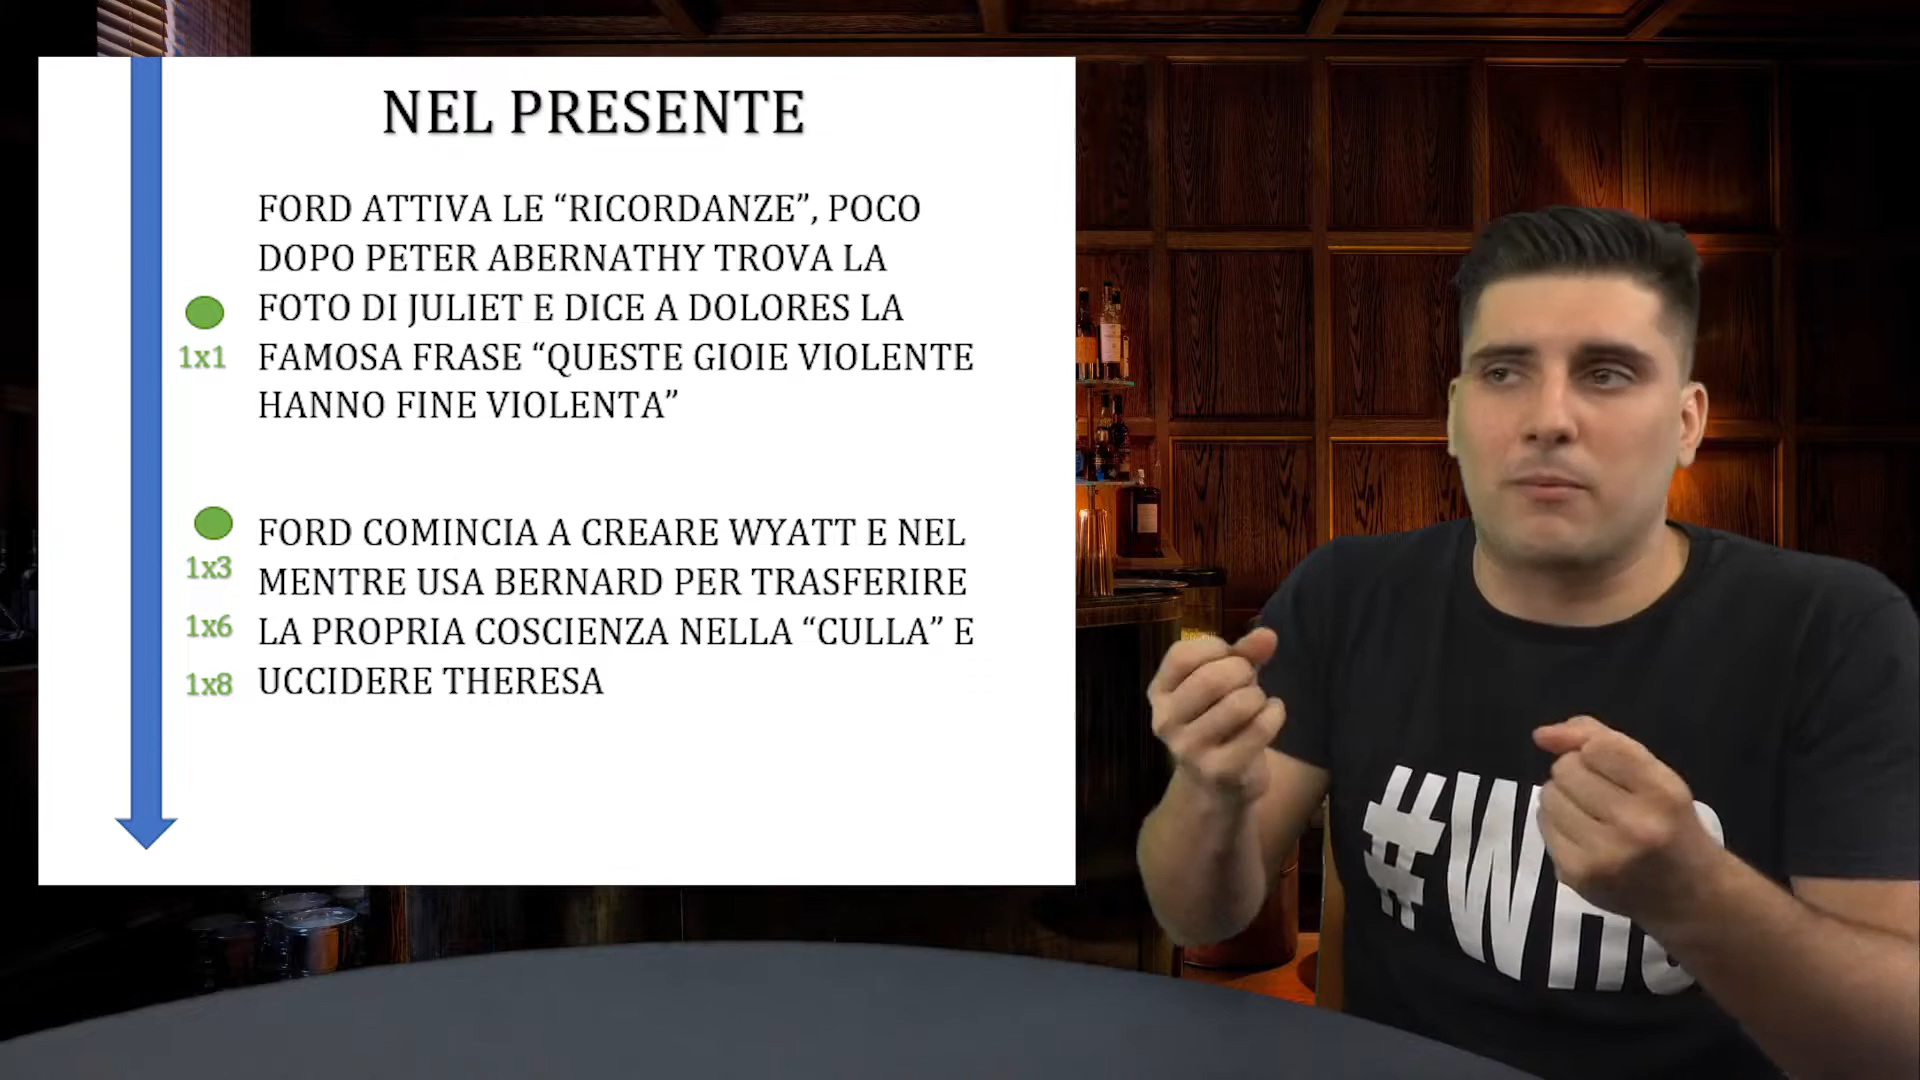 NEL PRESENTE
FORD ATTIVA LE “RICORDANZE”, POCO
DOPO PETER ABERNATHY TROVA LA
FOTO DI JULIET E DICE A DOLORES LA
1x1 FAMOSA FRASE “QUESTE GIOIE VIOLENTE
HANNO FINE VIOLENTA”
FORD COMINCIA A CREARE WYATT E NEL
1x3
MENTRE USA BERNARD PER TRASFERIRE
1x6 LA PROPRIA COSCIENZA NELLA “CULLA” E
1x8 UCCIDERE THERESA